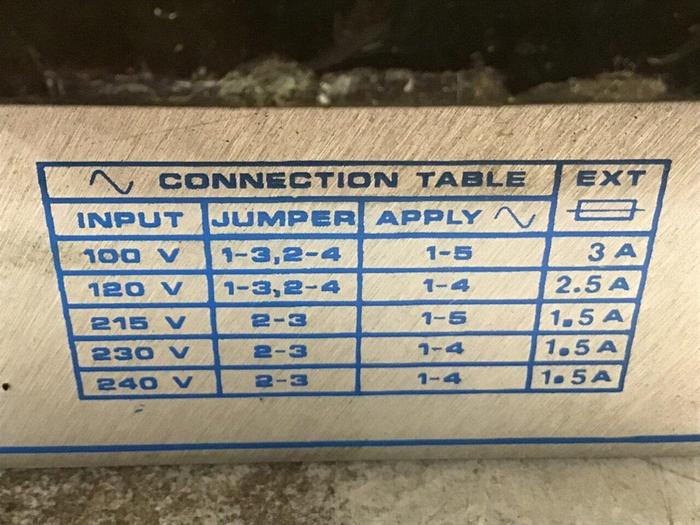 CONNECTION TABLE EXT
INPUT JUMPER APPLY
100 V 1-3,2-4 1-5 3 A
120 V 1-3,2-4 1-4 2.5 A
215 V 2-3 1-5 1.5 A
230 V 2-3 1-4 1.5 A
240 V 2-3 1-4 1.5 A